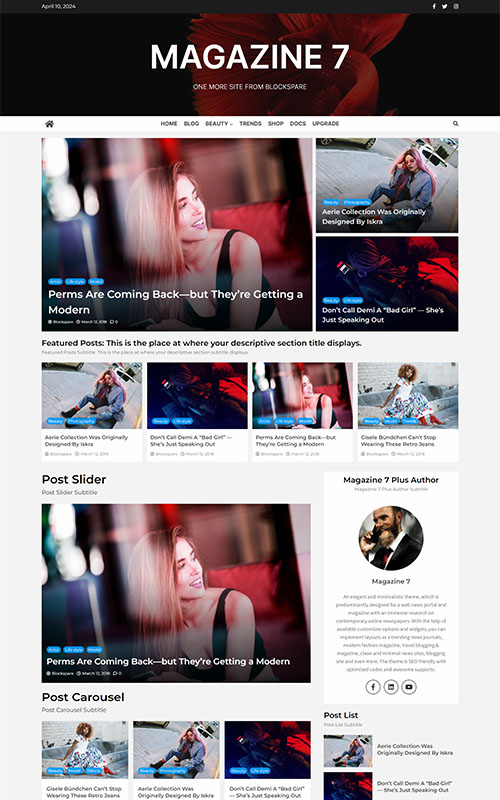 April 10, 2024
MAGAZINE 7
ONE MORE SITE FROM BLOCKSPARE
HOME BLOG BEAUTY TRENDS SHOP DOCS UPGRADE
Artist Life style Model
Perms Are Coming Back—but They're Getting a
Modern
Blockspare March 12, 2018 0
Beauty Photography
Aerie Collection Was Originally
Designed By Iskra
Beauty Life style
Don't Call Demi A "Bad Girl" — She's
Just Speaking Out
Featured Posts: This is the place at where your descriptive section title displays.
Featured Posts Subtitle: This is the place at where your descriptive section subtitle displays
Beauty Photography
Aerie Collection Was Originally
Designed By Iskra
Blockspare March 12, 2018
Beauty Life style
Don't Call Demi A "Bad Girl" —
She's Just Speaking Out
Blockspare March 12, 2018
Artist Life style Model
Perms Are Coming Back—but
They're Getting a Modern
Blockspare March 12, 2018
Beauty Model Trends
Gisele Bündchen Can't Stop
Wearing These Retro Jeans
Blockspare March 12, 2018
Post Slider
Post Slider Subtitle
Artist Life style Model
Perms Are Coming Back—but They're Getting a Modern
Blockspare March 12, 2018 0
Magazine 7 Plus Author
Magazine 7 Plus Author Subtitle
Magazine 7
An elegant and minimalistic theme, which is
predominantly designed for a web news portal and
magazine with an immense research on
contemporary online newspapers. With the help of
available customizer options and widgets, you can
implement layouts as a trending news journals,
modern fashion magazine, travel blogging &
magazine, clean and minimal news sites, blogging
site and even more. The theme is SEO friendly with
optimized codes and awesome supports.
Post Carousel
Post Carousel Subtitle
Beauty Model Trends
Gisele Bündchen Can't Stop
Wearing These Retro Jeans
Beauty Photography
Aerie Collection Was Originally
Designed By Iskra
Beauty Life style
Don't Call Demi A "Bad Girl" —
She's Just Speaking Out
Post List
Post List Subtitle
Aerie Collection Was Originally
Designed By Iskra
Don't Call Demi A "Bad Girl" —
She's Just Speaking Out